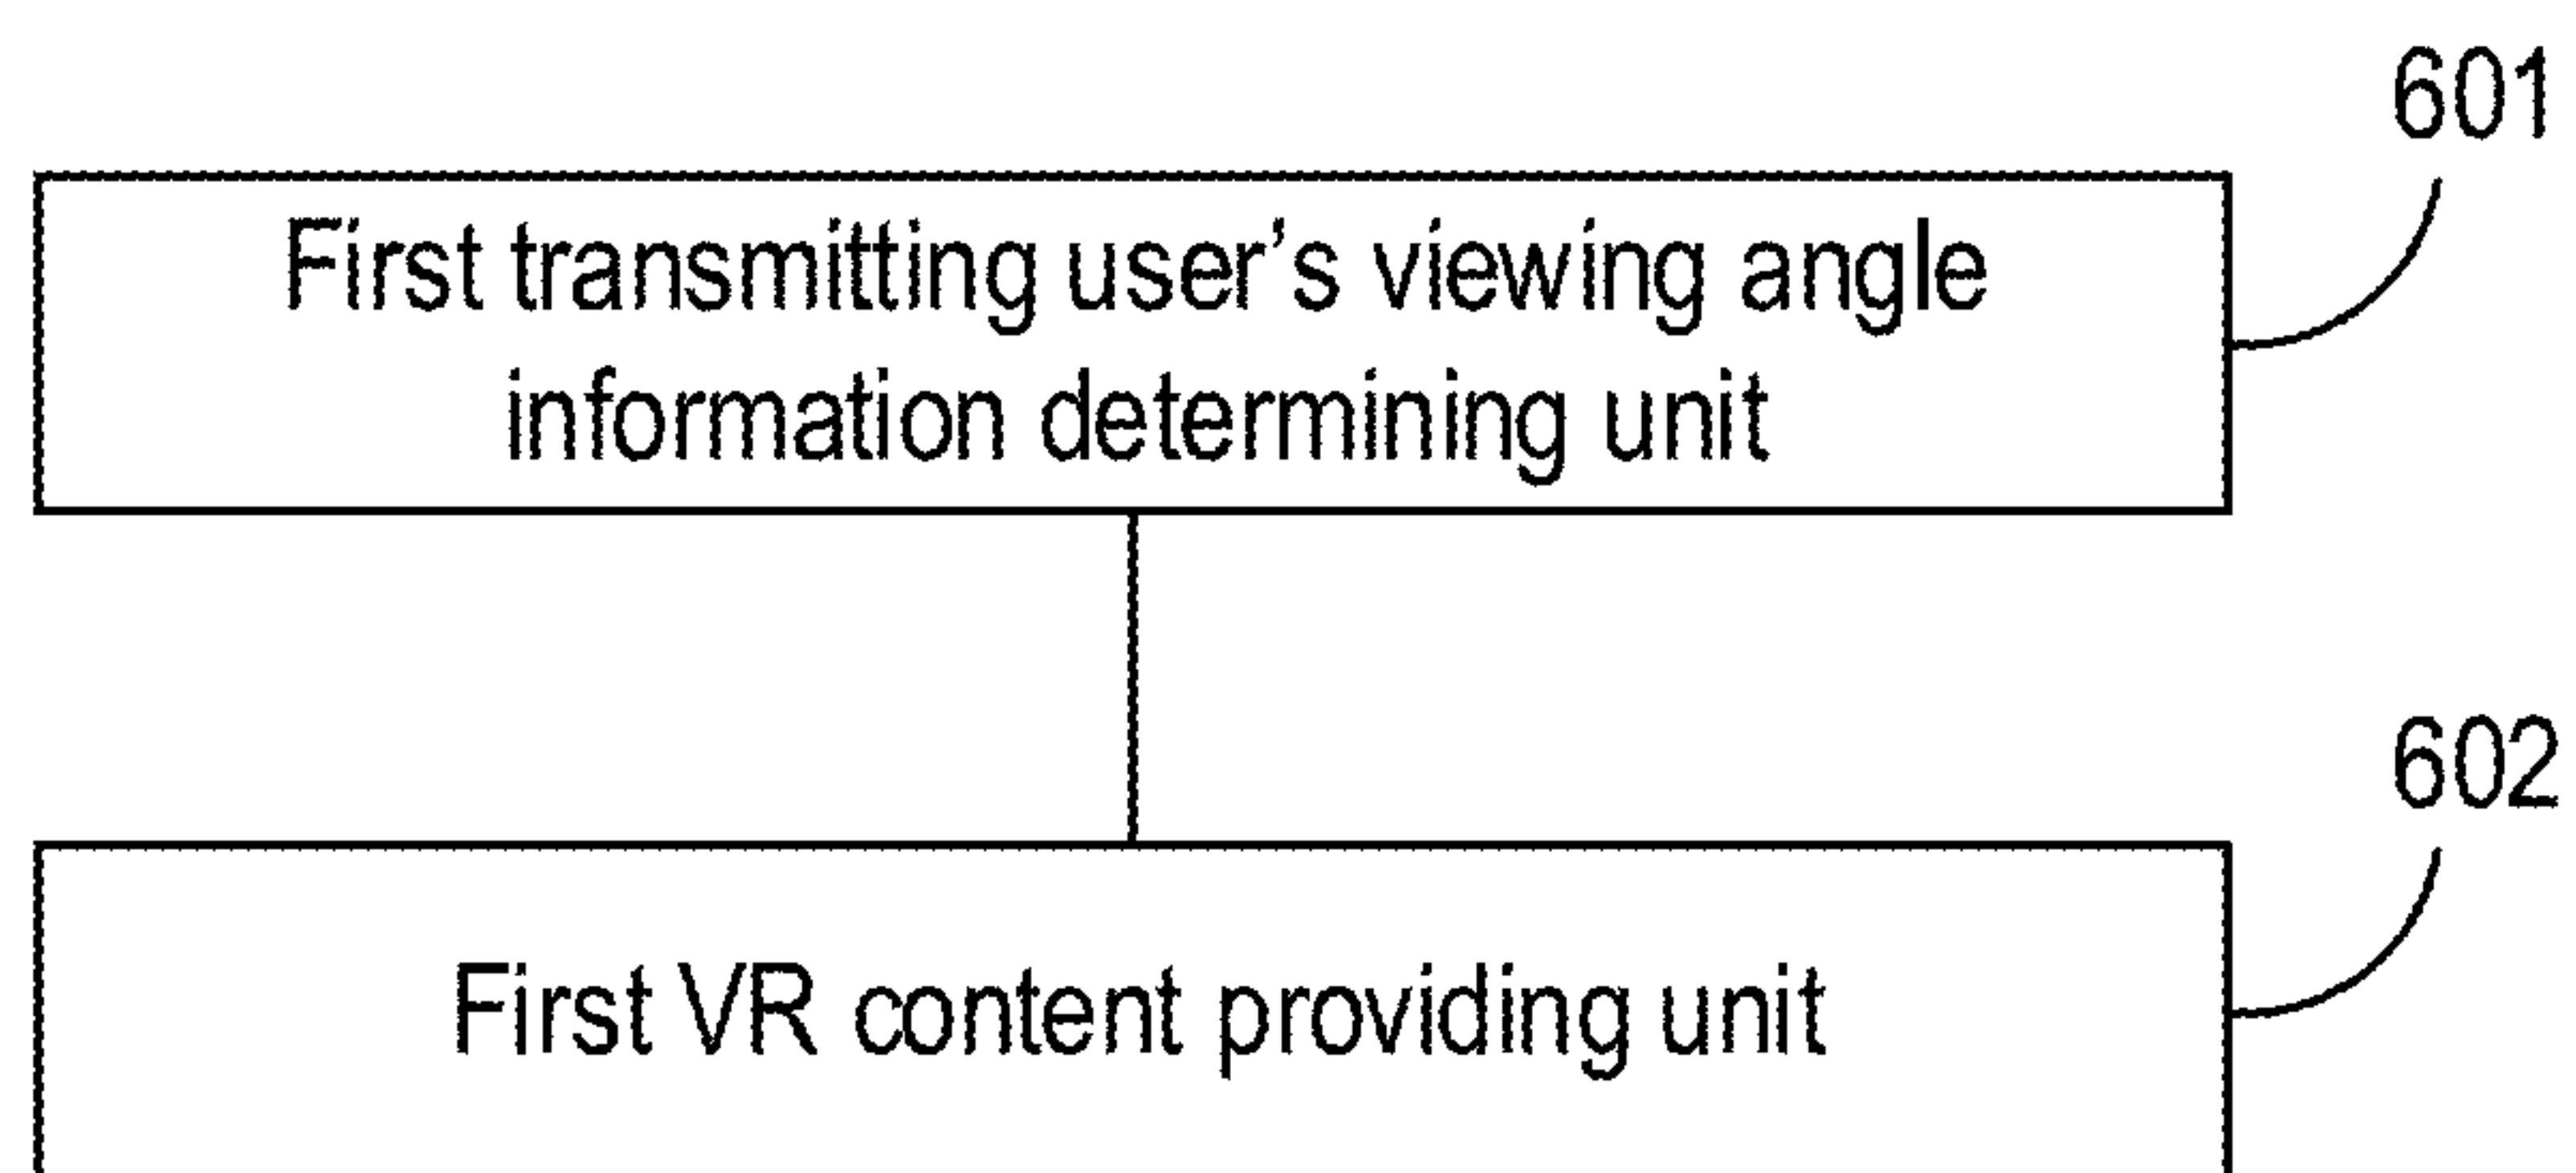 601
First transmitting user’s viewing angle
information determining unit
602
First VR content providing unit